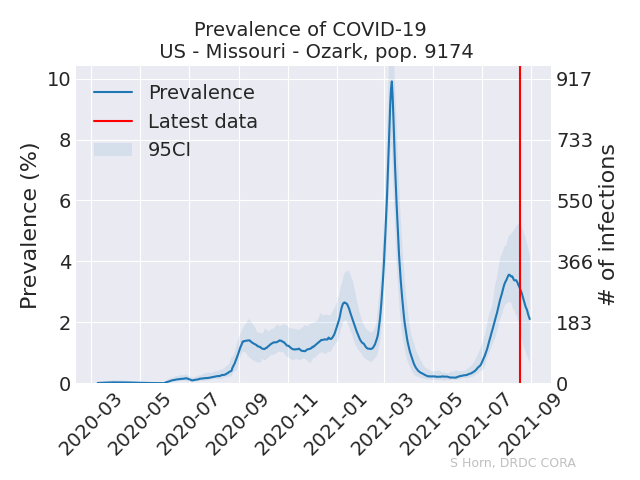 Prevalence of COVID-19
US - Missouri - Ozark, pop. 9174
Prevalence
Latest data
95CI
Prevalence (%)
10
8
6
4
2
0
917
733
550
366
183
0
# of infections
2020-03
2020-05
2020-07
2020-09
2020-11
2021-01
2021-03
2021-05
2021-07
2021-09
S Horn, DRDC CORA